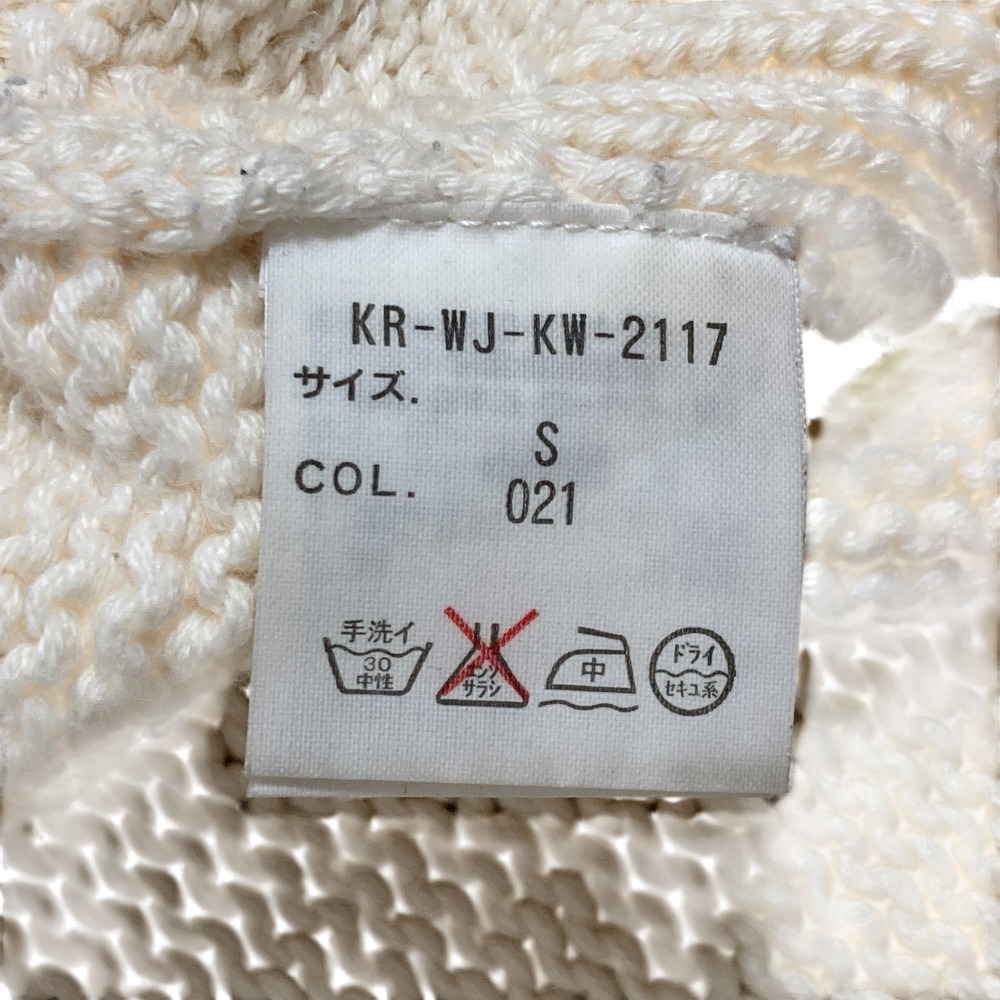 KR-WJ-KW-2117
サイズ.
S
COL. 021
手洗イ
30
中性
エンソ
サラシ
中
ドライ
セキユ系